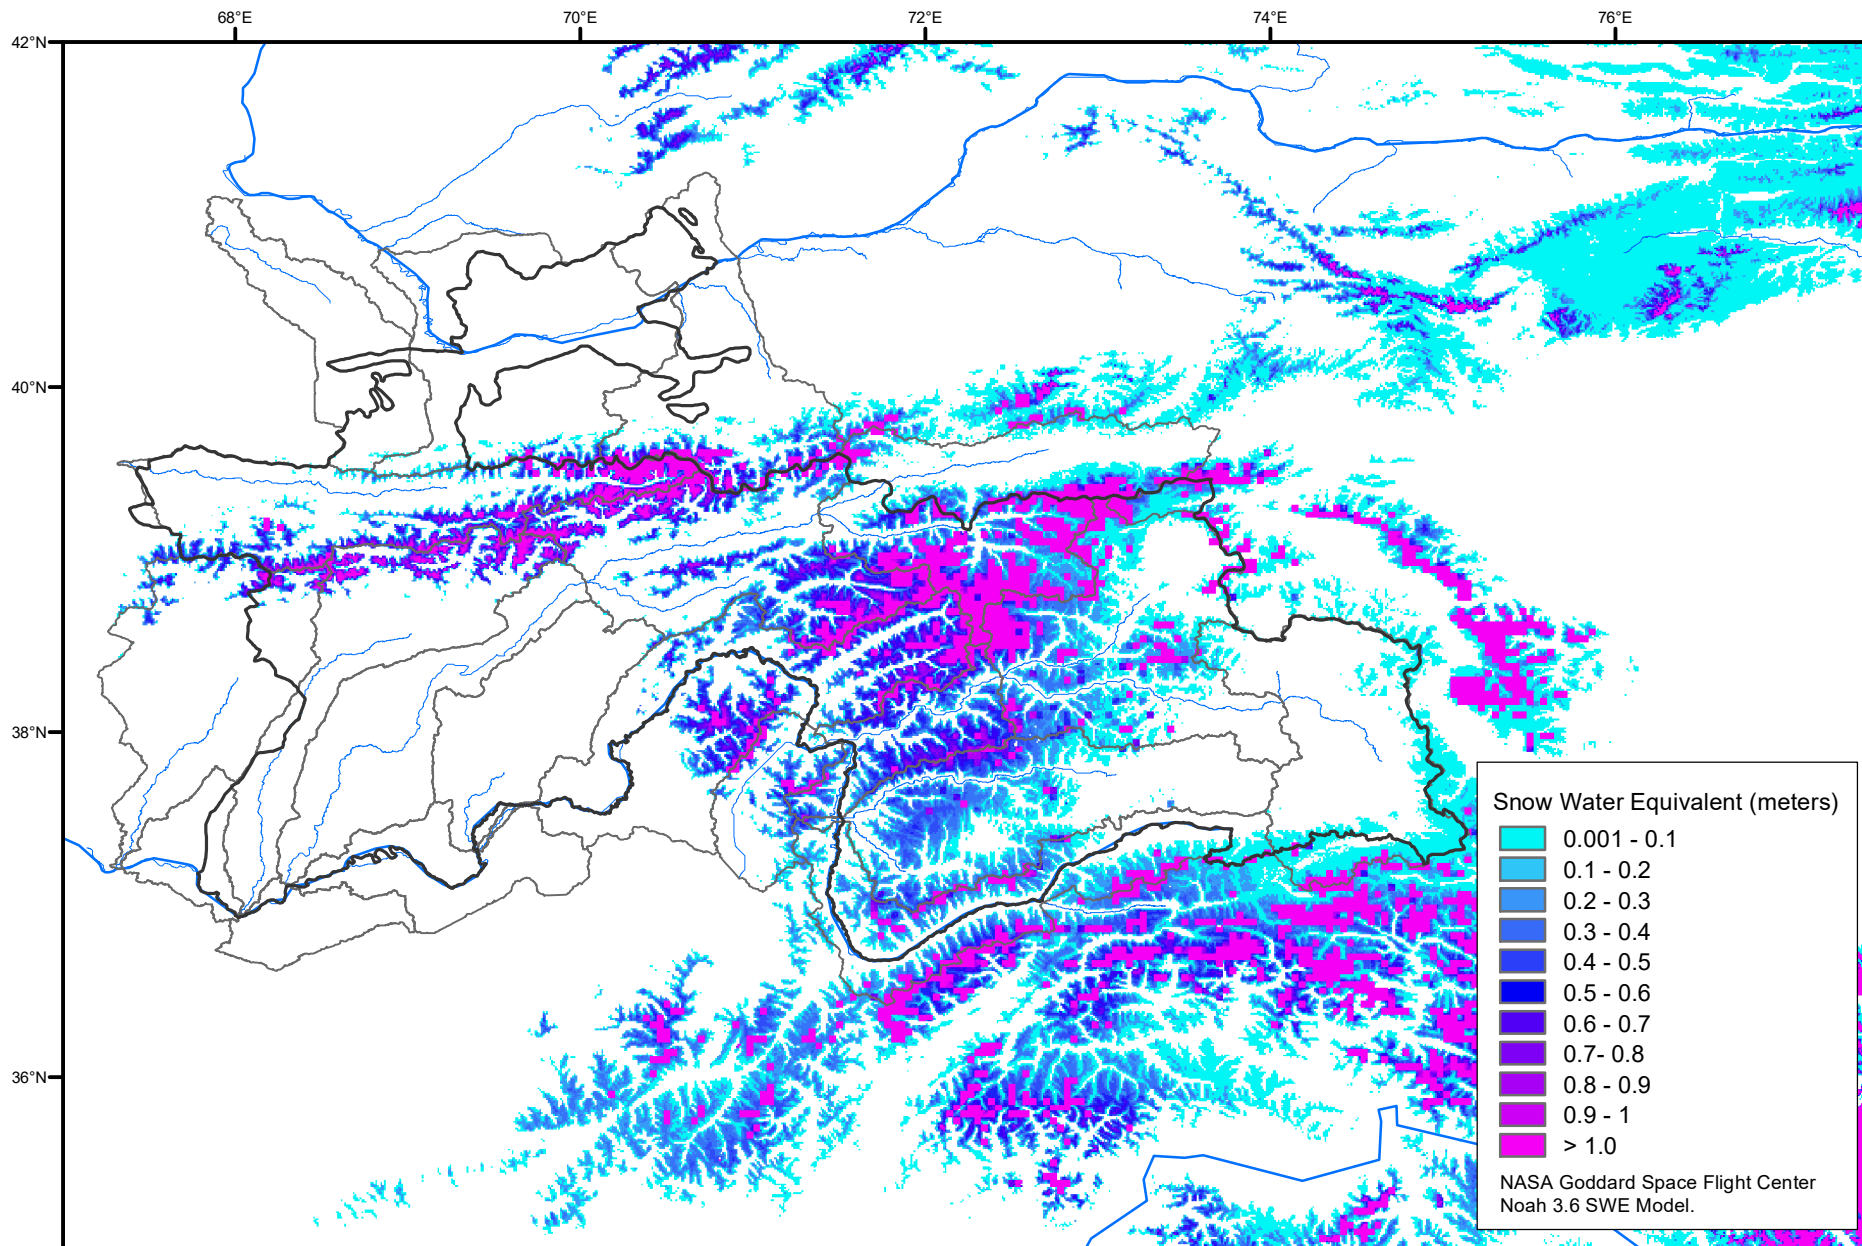 68°E
70°E
72°E
74°E
76°E
42°N
40°N
38°N
36°N
Snow Water Equivalent (meters)
0.001 - 0.1
0.1 - 0.2
0.2 - 0.3
0.3 - 0.4
0.4 - 0.5
0.5 - 0.6
0.6 - 0.7
0.7- 0.8
0.8 - 0.9
0.9 - 1
> 1.0
NASA Goddard Space Flight Center
Noah 3.6 SWE Model.